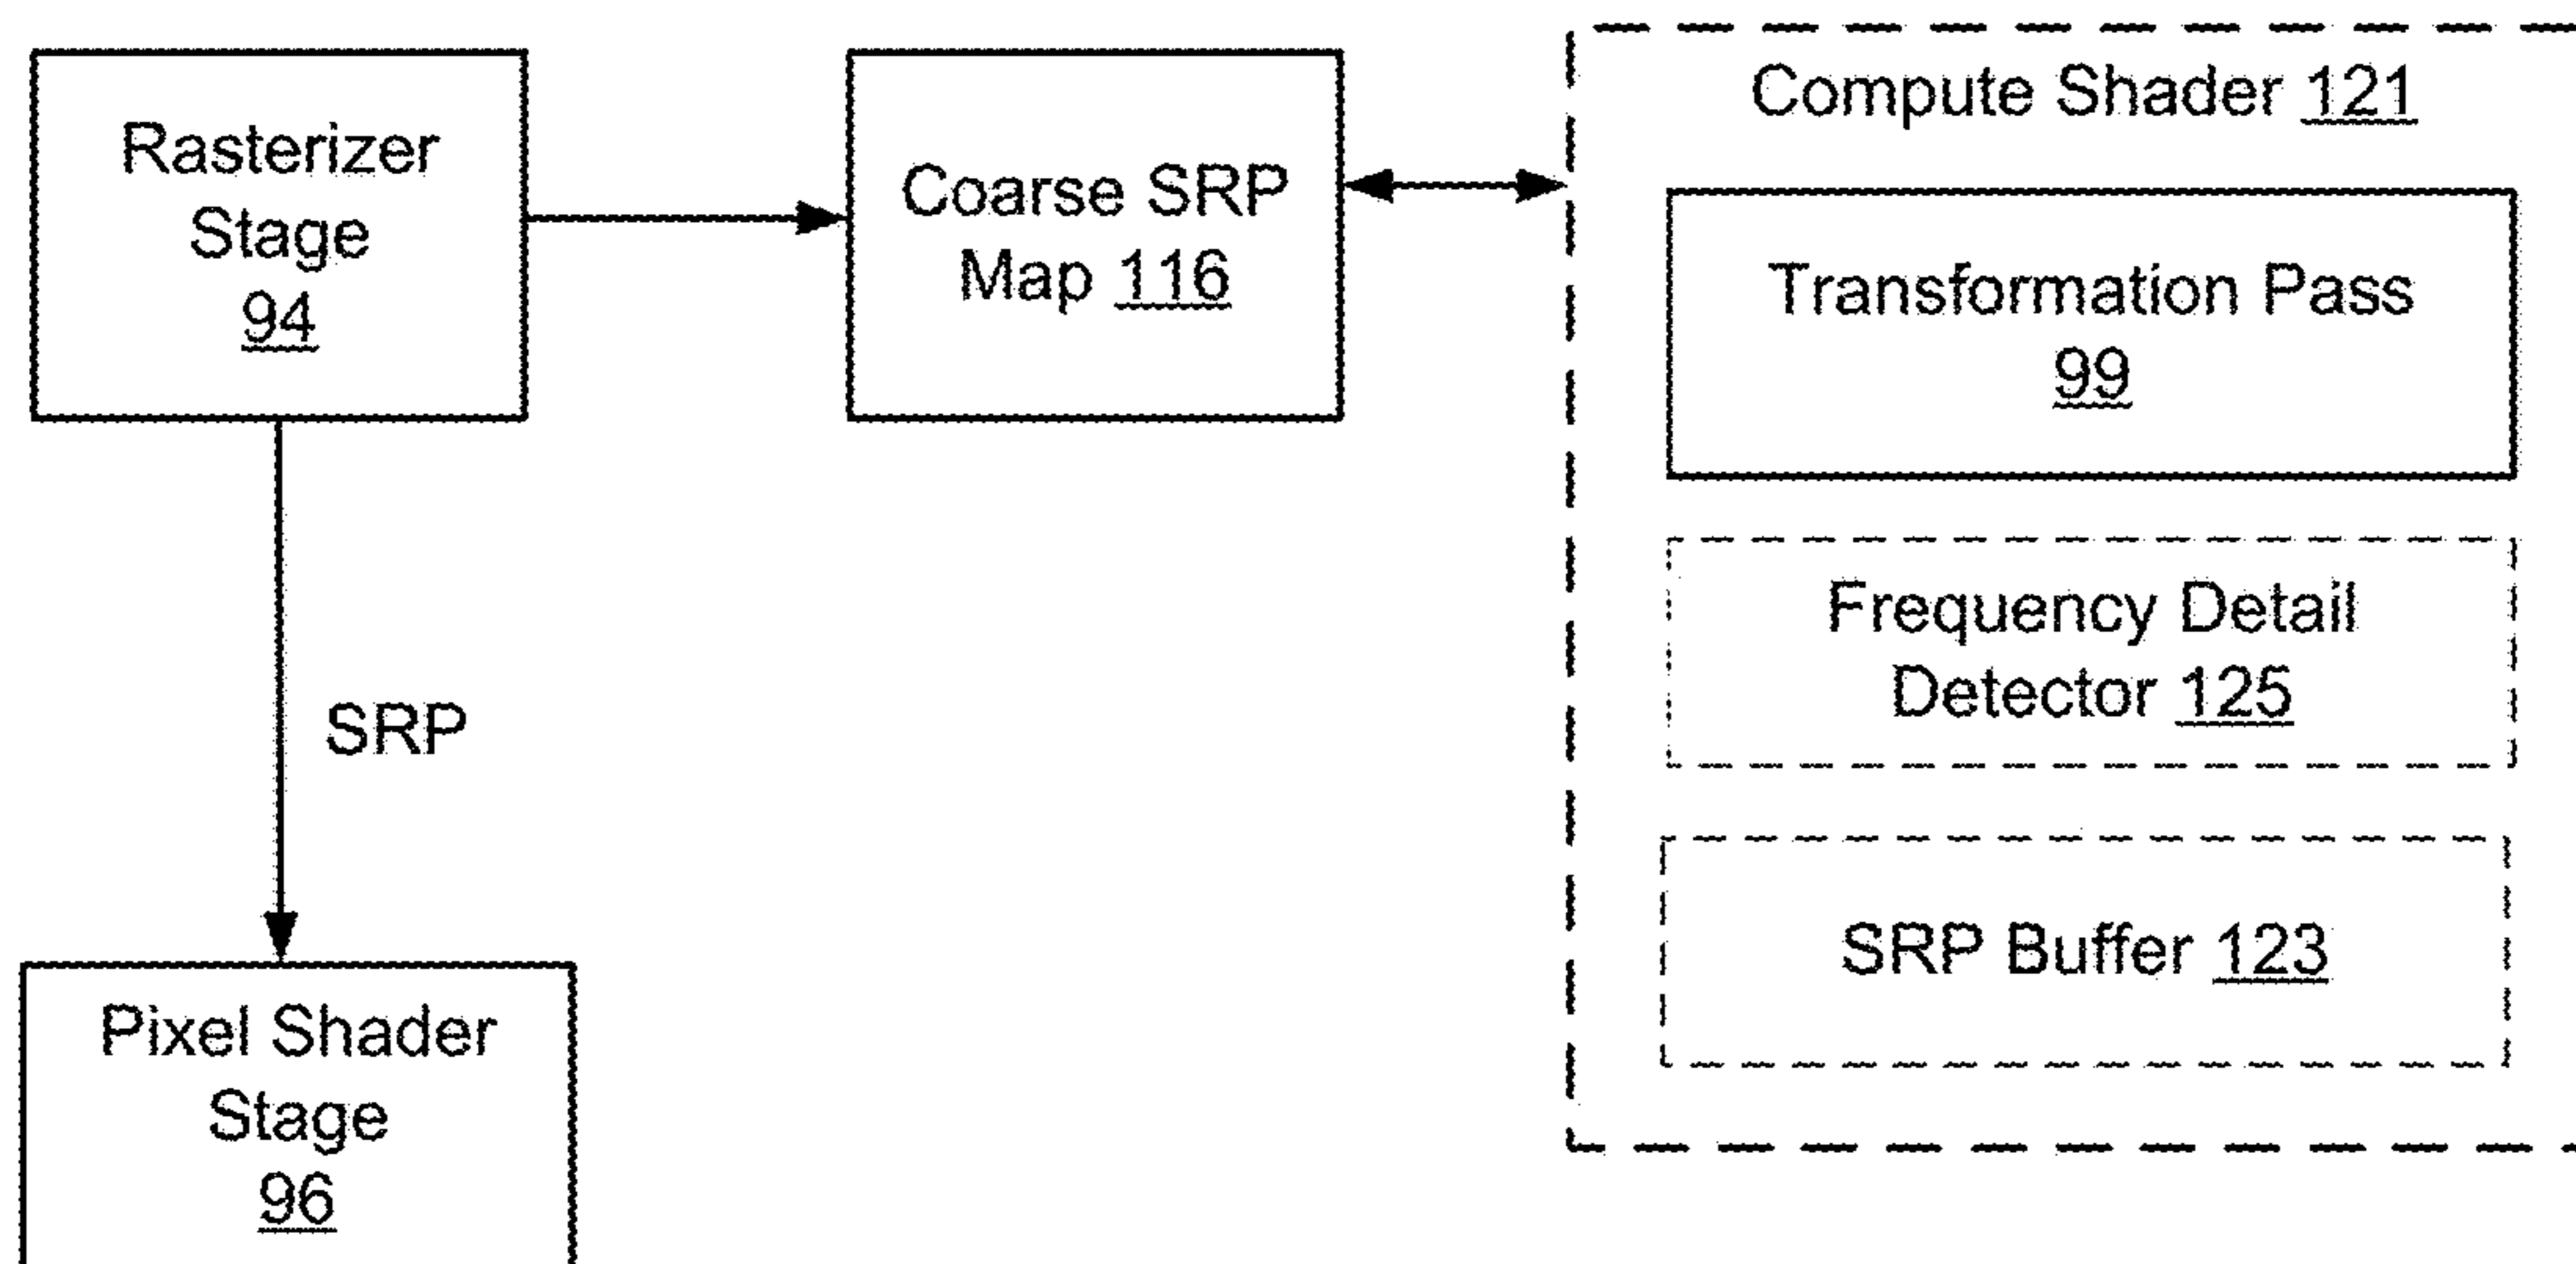 Rasterizer
Stage
94
Coarse SRP
Map 116
Compute Shader 121
Transformation Pass
99
Frequency Detail
Detector 125
SRP Buffer 123
SRP
Pixel Shader
Stage
96